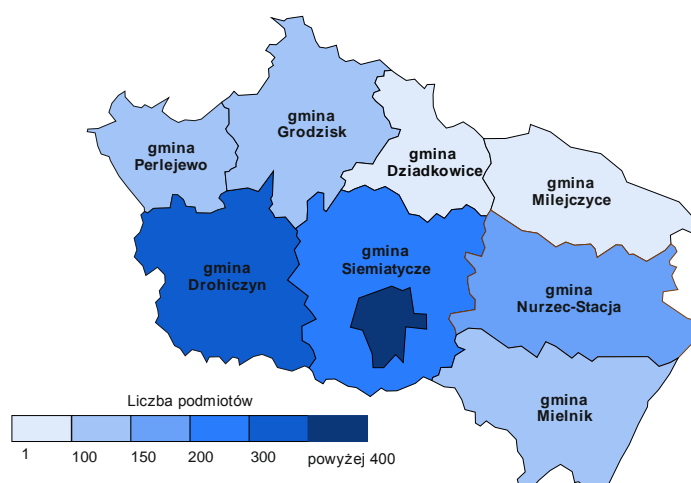 gmina
Grodzisk
gmina
Perlejewo
gmina
Dziadkowice
gmina
Milejczyce
gmina
Siemiatycze
gmina
Drohiczyn
gmina
Nurzec-Stacja
gmina
Mielnik
Liczba podmiotów
1 100 150 200 300 powyżej 400